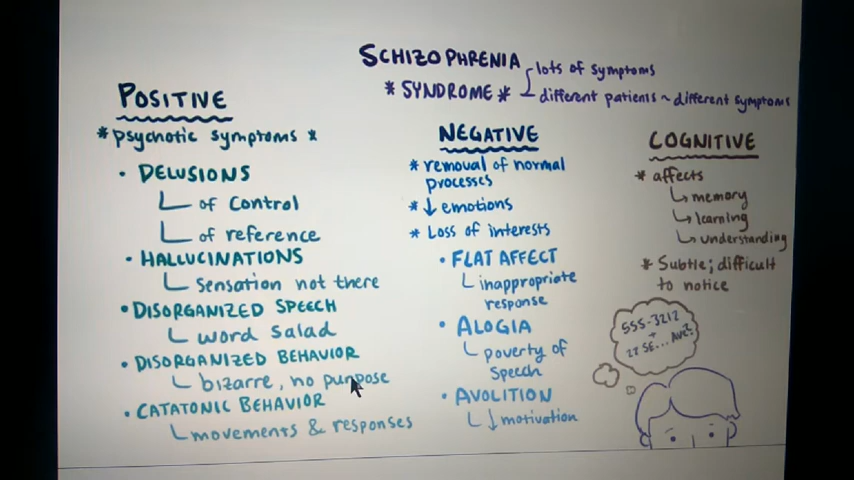 SCHIZOPHRENIA
lots of symptoms
* SYNDROME *
different patients ~ different symptoms
POSITIVE
*psychotic symptoms *
• DELUSIONS
of control
of reference
• HALLUCINATIONS
sensation not there
• DISORGANIZED SPEECH
word salad
• DISORGANIZED BEHAVIOR
bizarre, no purpose
• CATATONIC BEHAVIOR
movements & responses
NEGATIVE
* removal of normal
processes
* ↓ emotions
* Loss of interests
• FLAT AFFECT
inappropriate
response
• ALOGIA
poverty of
speech
• AVOLITION
↓ motivation
COGNITIVE
* affects
memory
learning
understanding
* Subtle; difficult
to notice
555-3212
+
22 SE... AVE?